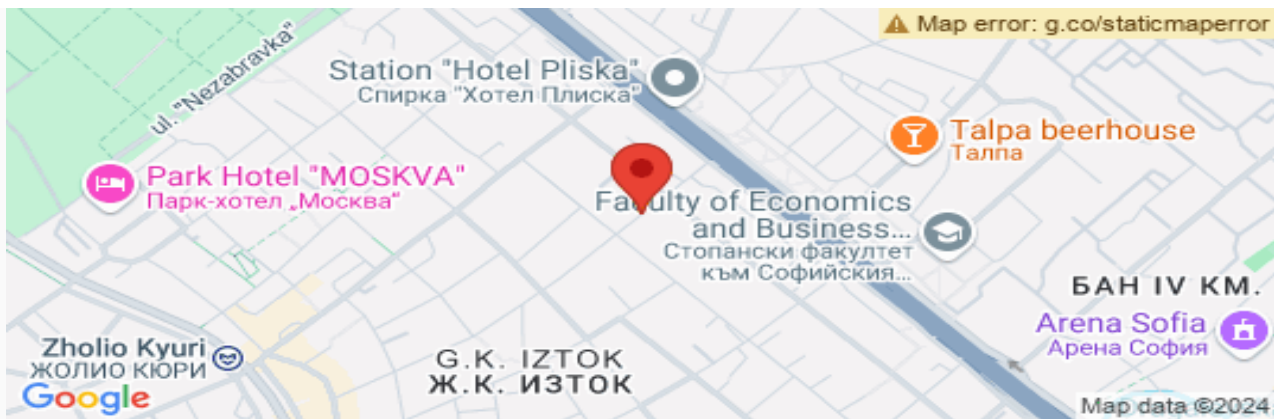 Map error: g.co/staticmaperror
ul. "Nezabravka"
Station "Hotel Pliska"
Спирка "Хотел Плиска"
Talpa beerhouse
Талпа
Park Hotel "MOSKVA"
Парк-хотел „Москва“
Faculty of Economics
and Business...
Стопански факултет
към Софийския...
БАН IV КМ.
Arena Sofia
Арена София
Zholio Kyuri
ЖОЛИО КЮРИ
G.K. IZTOK
Ж.К. ИЗТОК
Google
Map data ©2024